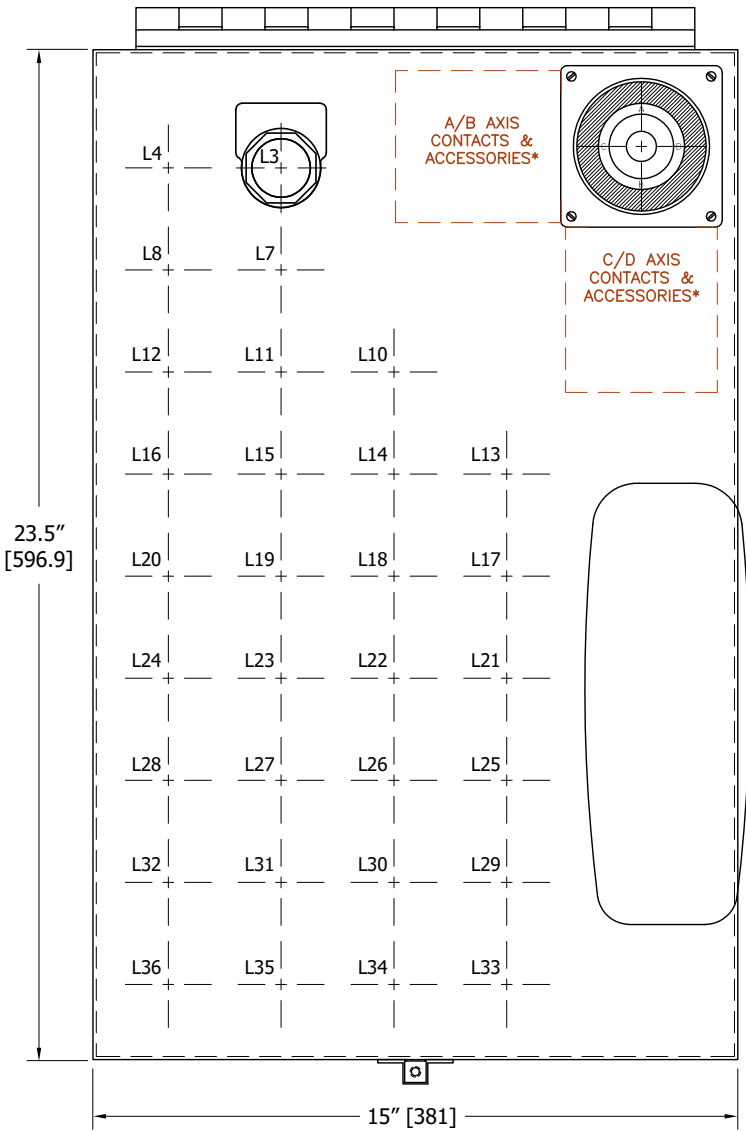 A/B AXIS
CONTACTS &
ACCESSORIES*
A
C
D
B
L4
L3
C/D AXIS
CONTACTS &
ACCESSORIES*
L8
L7
L12
L11
L10
L16
L15
L14
L13
23.5"
[596.9]
L20
L19
L18
L17
L24
L23
L22
L21
L28
L27
L26
L25
L32
L31
L30
L29
L36
L35
L34
L33
15" [381]